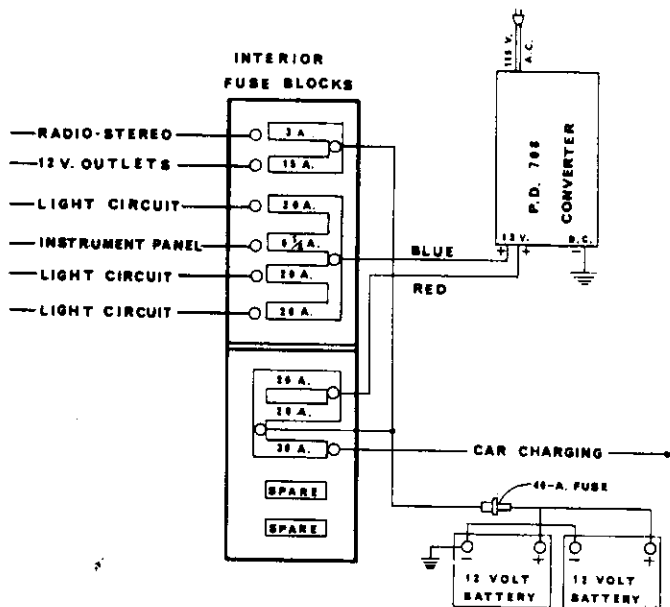 INTERIOR
FUSE BLOCKS
RADIO-STEREO
3 A.
12 V. OUTLETS
15 A.
LIGHT CIRCUIT
20 A.
INSTRUMENT PANEL
LIGHT CIRCUIT
20 A.
LIGHT CIRCUIT
20 A.
115 V.
A.C.
P.D. 708
CONVERTER
+ 12 V. +
D.C.
-
BLUE
RED
20 A.
20 A.
30 A.
CAR CHARGING
SPARE
SPARE
40-A. FUSE
- +
12 VOLT
BATTERY
- +
12 VOLT
BATTERY